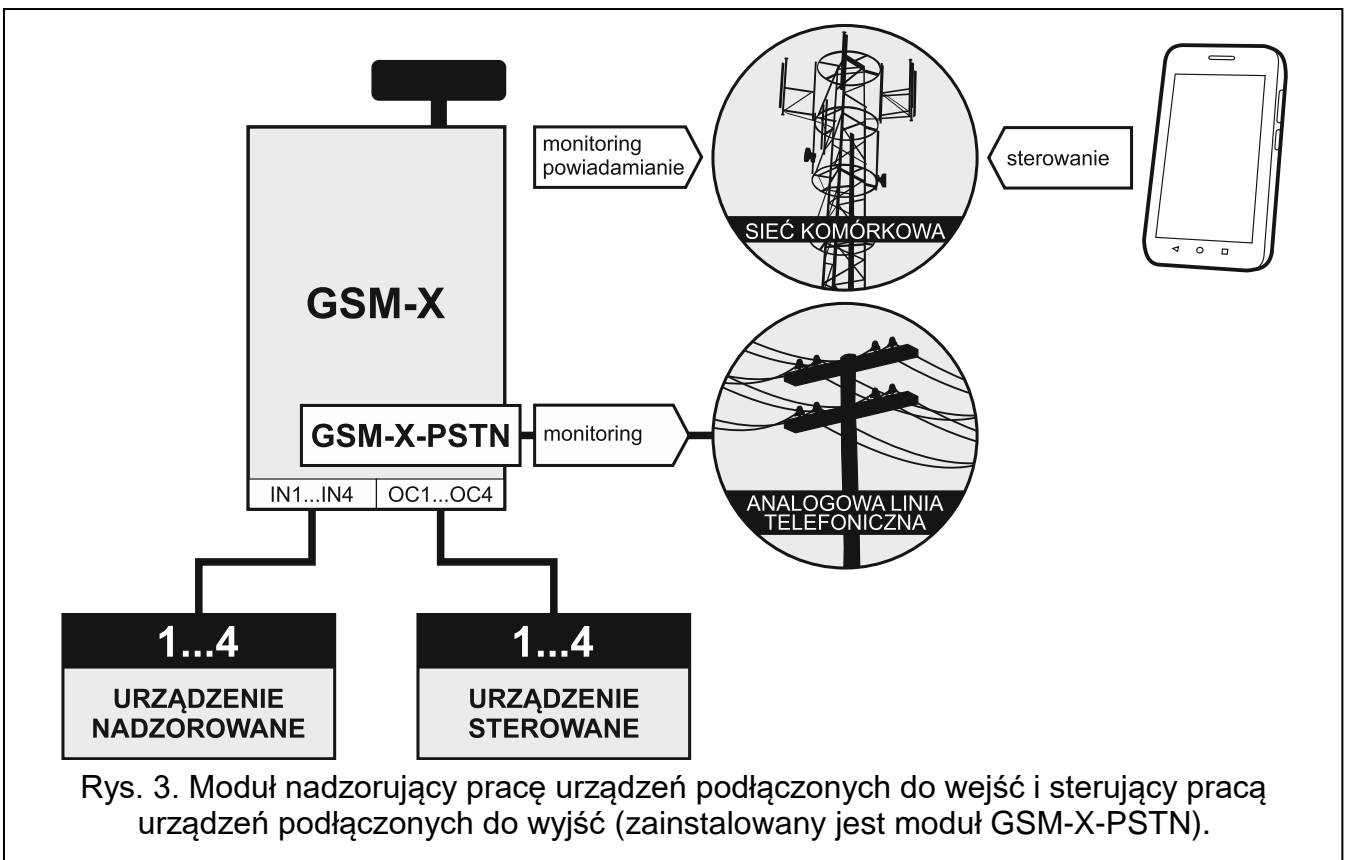 monitoring
powiadamianie
sterowanie
SIEĆ KOMÓRKOWA
GSM-X
GSM-X-PSTN
monitoring
IN1...IN4
OC1...OC4
ANALOGOWA LINIA
TELEFONICZNA
1...4
URZĄDZENIE
NADZOROWANE
1...4
URZĄDZENIE
STEROWANE
Rys. 3. Moduł nadzorujący pracę urządzeń podłączonych do wejść i sterujący pracą
urządzeń podłączonych do wyjść (zainstalowany jest moduł GSM-X-PSTN).